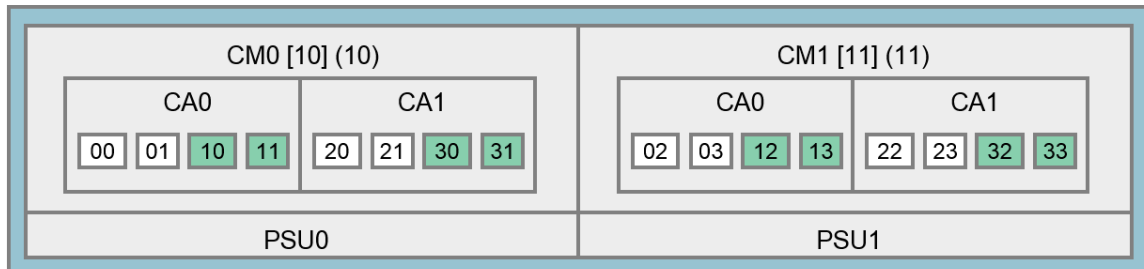 CM0 [10] (10)
CM1 [11] (11)
CA0
CA1
CA0
CA1
00 01 10 11
20 21 30 31
02 03 12 13
22 23 32 33
PSU0
PSU1